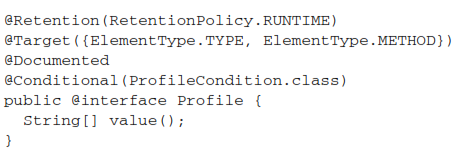 @Retention(RetentionPolicy.RUNTIME)
@Target({ElementType.TYPE, ElementType.METHOD})
@Documented
@Conditional(ProfileCondition.class)
public @interface Profile {
  String[] value();
}